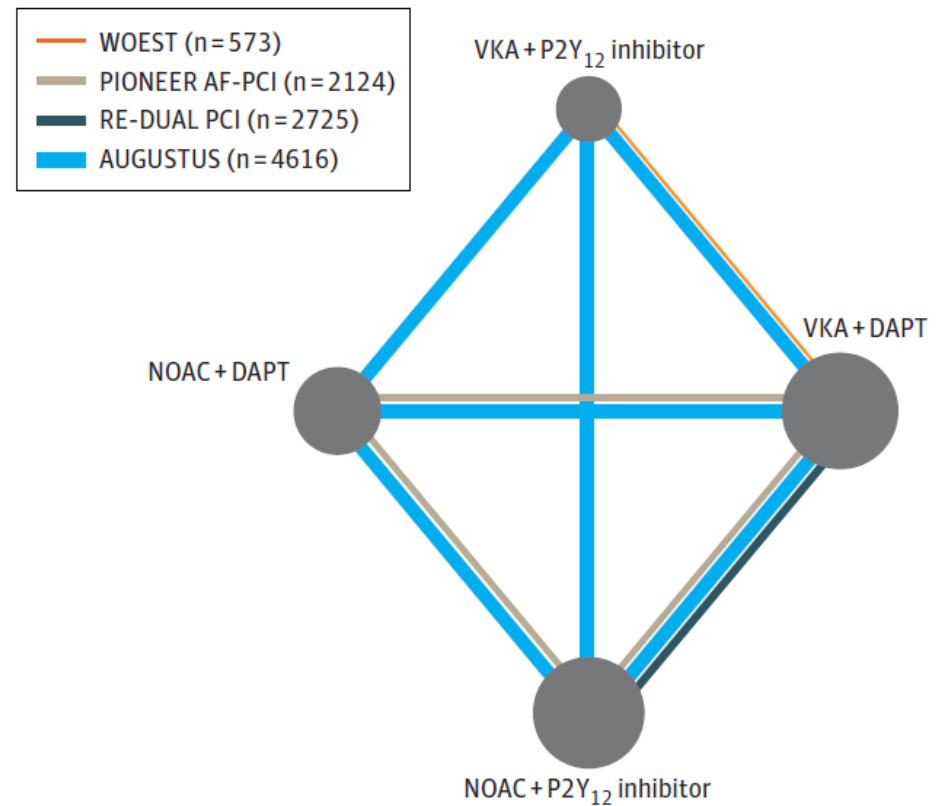 WOEST (n=573)
PIONEER AF-PCI (n=2124)
RE-DUAL PCI (n=2725)
AUGUSTUS (n=4616)
VKA+P2Y₁₂ inhibitor
VKA+DAPT
NOAC+DAPT
NOAC+P2Y₁₂ inhibitor